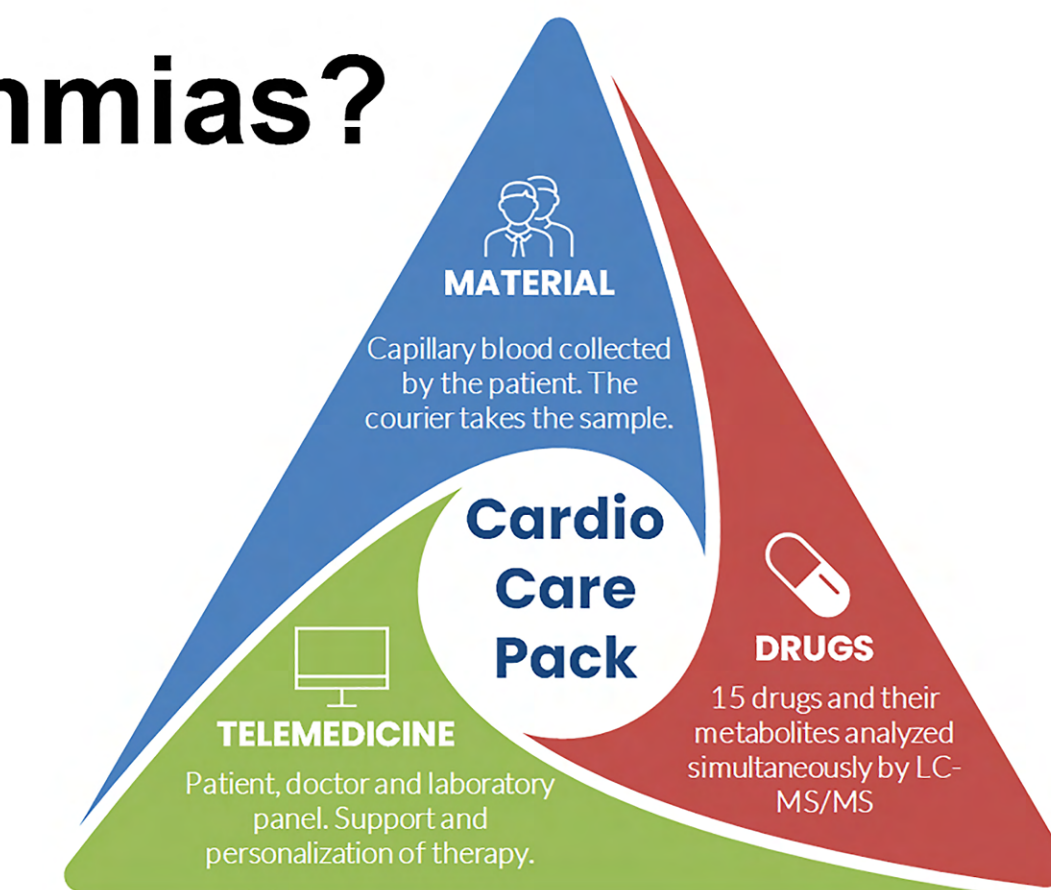 hmias?
MATERIAL
Capillary blood collected
by the patient. The
courier takes the sample.
Cardio
Care
Pack
DRUGS
15 drugs and their
metabolites analyzed
simultaneously by LC-
MS/MS
TELEMEDICINE
Patient, doctor and laboratory
panel. Support and
personalization of therapy.